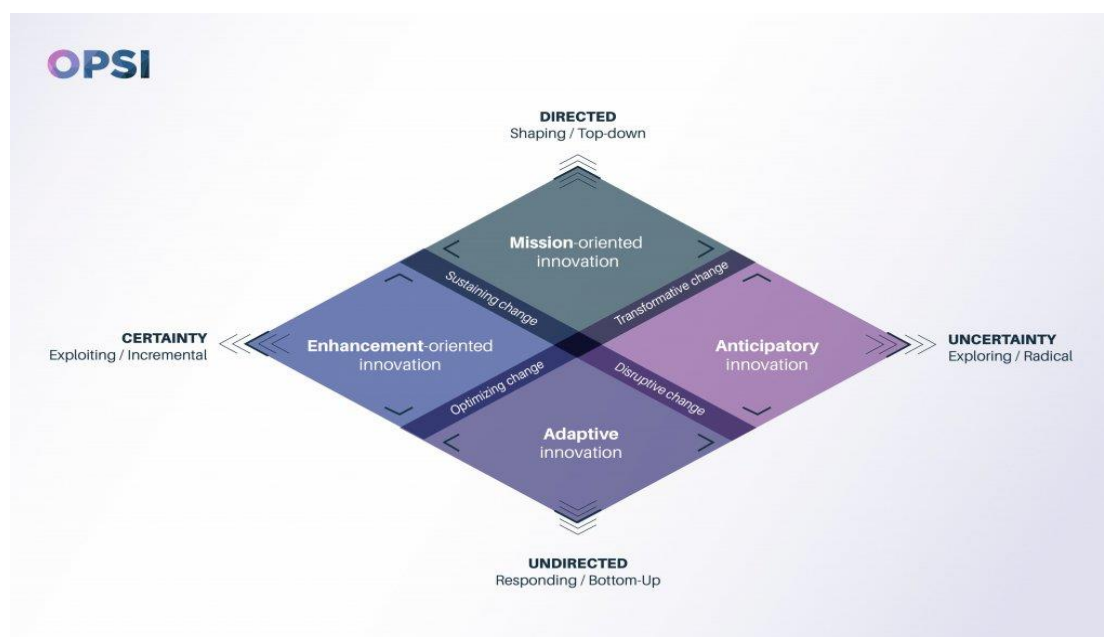 OPSI
DIRECTED
Shaping / Top-down
Mission-oriented
innovation
Sustaining change
Transformative change
CERTAINTY
Exploiting / Incremental
Enhancement-oriented
innovation
Anticipatory
innovation
UNCERTAINTY
Exploring / Radical
Optimizing change
Disruptive change
Adaptive
innovation
UNDIRECTED
Responding / Bottom-Up